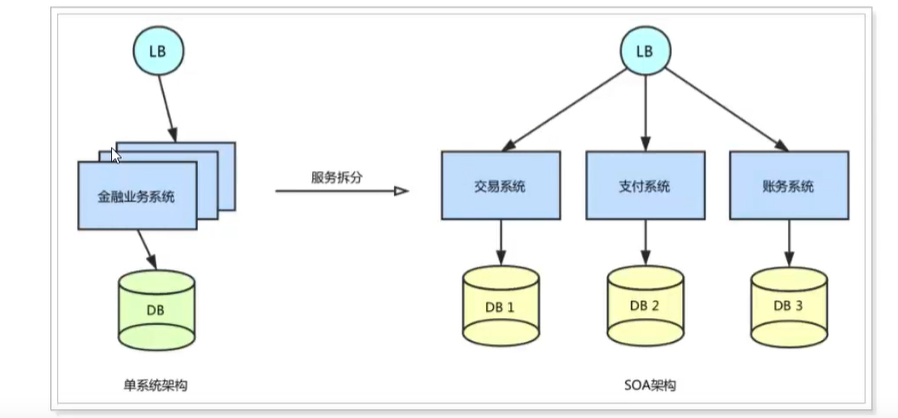 LB
金融业务系统
DB
单系统架构
服务拆分
LB
交易系统
支付系统
账务系统
DB 1
DB 2
DB 3
SOA架构